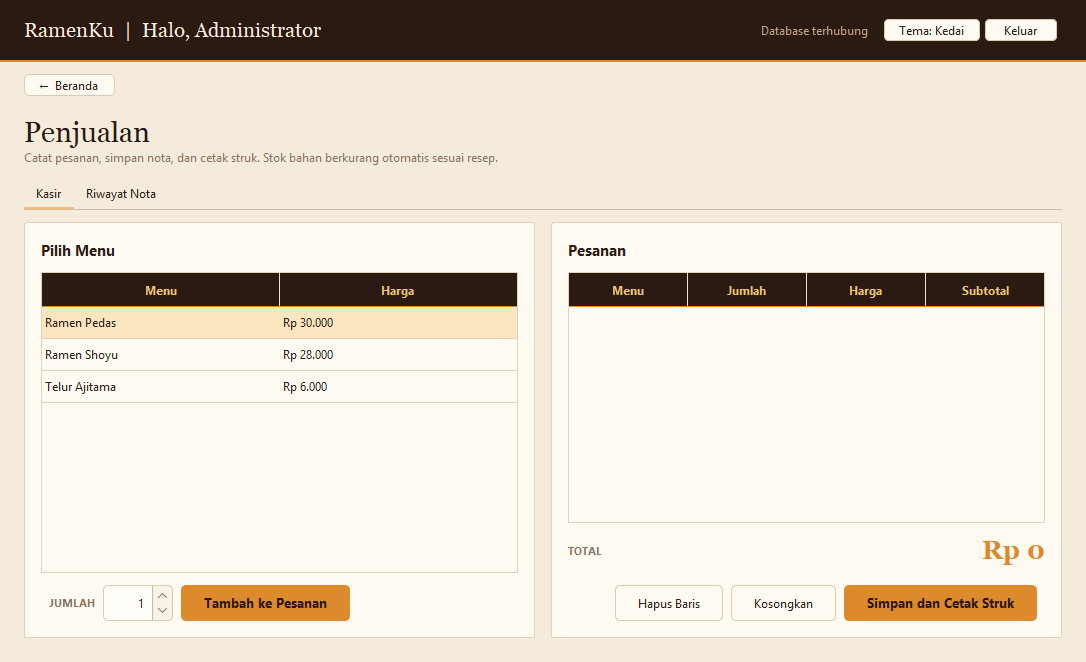 RamenKu | Halo, Administrator
Database terhubung
Tema: Kedai
Keluar
← Beranda
Penjualan
Catat pesanan, simpan nota, dan cetak struk. Stok bahan berkurang otomatis sesuai resep.
Kasir
Riwayat Nota
Pilih Menu
Menu Harga
Ramen Pedas Rp 30.000
Ramen Shoyu Rp 28.000
Telur Ajitama Rp 6.000
JUMLAH 1 Tambah ke Pesanan
Pesanan
Menu Jumlah Harga Subtotal
TOTAL Rp 0
Hapus Baris Kosongkan Simpan dan Cetak Struk